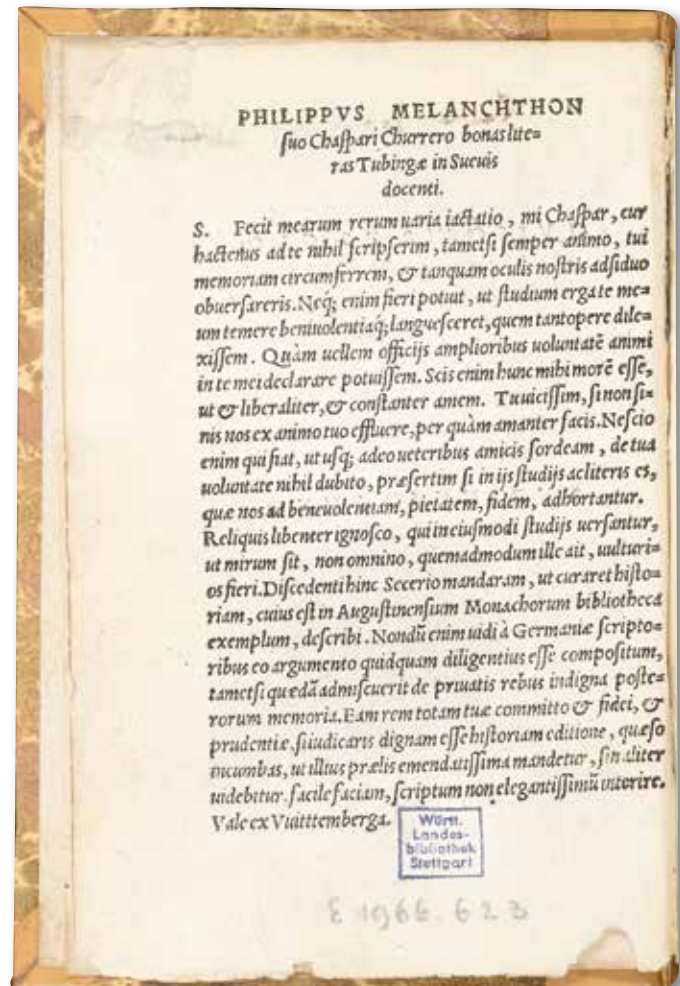 PHILIPPVS MELANCHTHON
ſuo Chaſpari Churrero bonas lite=
ras Tubingæ in Sueuis
docenti.
S. Fecit mearum rerum uaria iactatio, mi Chaſpar, cur
hactenus ad te nihil ſcripſerim, tametſi ſemper animo, tui
memoriam circumferrem, & tanquam oculis noſtris adſiduo
obuerſareris. Neq; enim fieri potuit, ut ſtudium erga te me=
um temere beniuolentiaq; langueſceret, quem tantopere dile=
xiſſem. Quàm uellem officijs amplioribus uoluntatē animi
in te mei declarare potuiſſem. Scis enim hunc mihi morē eſſe,
ut & liberaliter, & conſtanter amem. Tu uiciſſim, ſi non ſi=
nis nos ex animo tuo effluere, per quàm amanter facis. Neſcio
enim qui fiat, ut uſq; adeo ueteribus amicis ſordeam, de tua
uoluntate nihil dubito, præſertim ſi in ijs ſtudijs ac literis es,
quæ nos ad beneuolentiam, pietatem, fidem, adhortantur.
Reliquis libenter ignoſco, qui in eiuſmodi ſtudijs uerſantur,
ut mirum ſit, non omnino, quemadmodum ille ait, uulturi=
os fieri. Diſcedenti hinc Secerio mandaram, ut curaret hiſto=
riam, cuius eſt in Auguſtinenſium Monachorum bibliotheca
exemplum, deſcribi. Nondū enim uidi à Germaniæ ſcripto=
ribus eo argumento quidquam diligentius eſſe compoſitum,
tametſi quædā admiſcuerit de priuatis rebus indigna poſte=
rorum memoria. Eam rem totam tuæ committo & fidei, &
prudentiæ. ſi iudicaris dignam eſſe hiſtoriam editione, quæſo
incumbas, ut illius prælis emendatiſſima mandetur, ſin aliter
uidebitur. facile faciam, ſcriptum non elegantiſſimū interire.
Vale ex Vuitttemberga.
Württ.
Landes-
bibliothek
Stuttgart
E 1966. 623